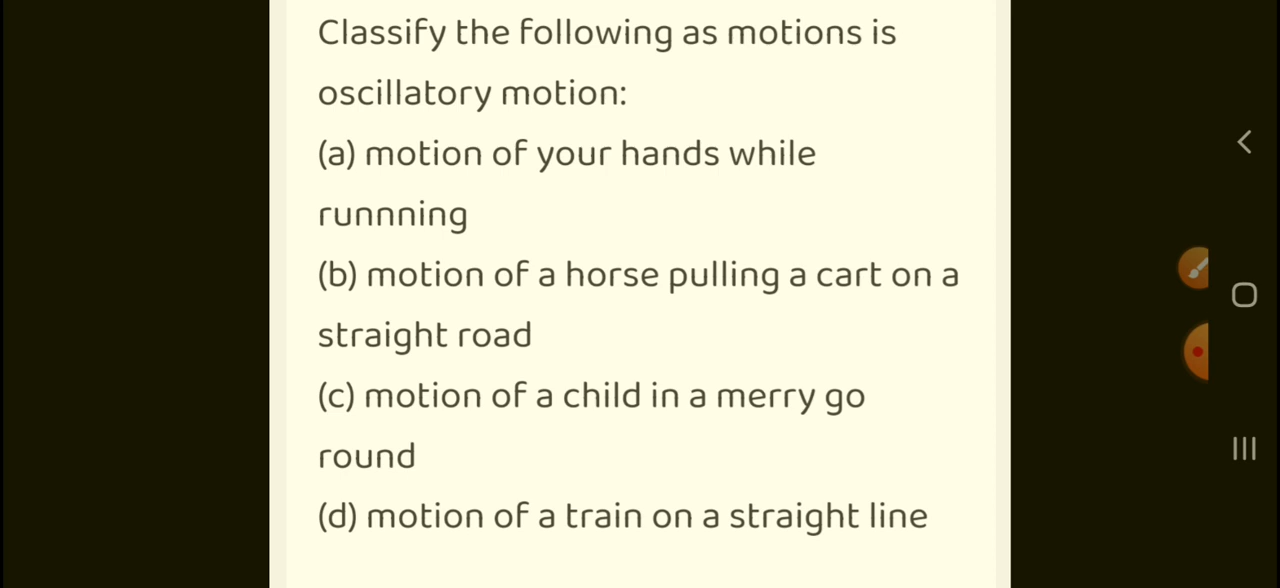 Classify the following as motions is
oscillatory motion:
(a) motion of your hands while
runnning
(b) motion of a horse pulling a cart on a
straight road
(c) motion of a child in a merry go
round
(d) motion of a train on a straight line